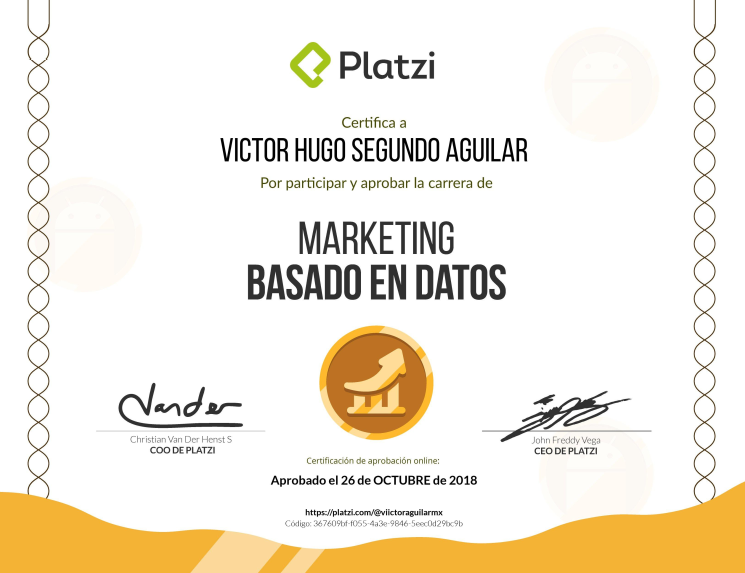 Platzi
Certifica a
VICTOR HUGO SEGUNDO AGUILAR
Por participar y aprobar la carrera de
MARKETING
BASADO EN DATOS
Vander
Christian Van Der Henst S
COO DE PLATZI
John Freddy Vega
CEO DE PLATZI
Certificación de aprobación online:
Aprobado el 26 de OCTUBRE de 2018
https://platzi.com/@viictoraguilarmx
Código: 367609bf-f055-4a3e-9846-5eec0d29bc9b